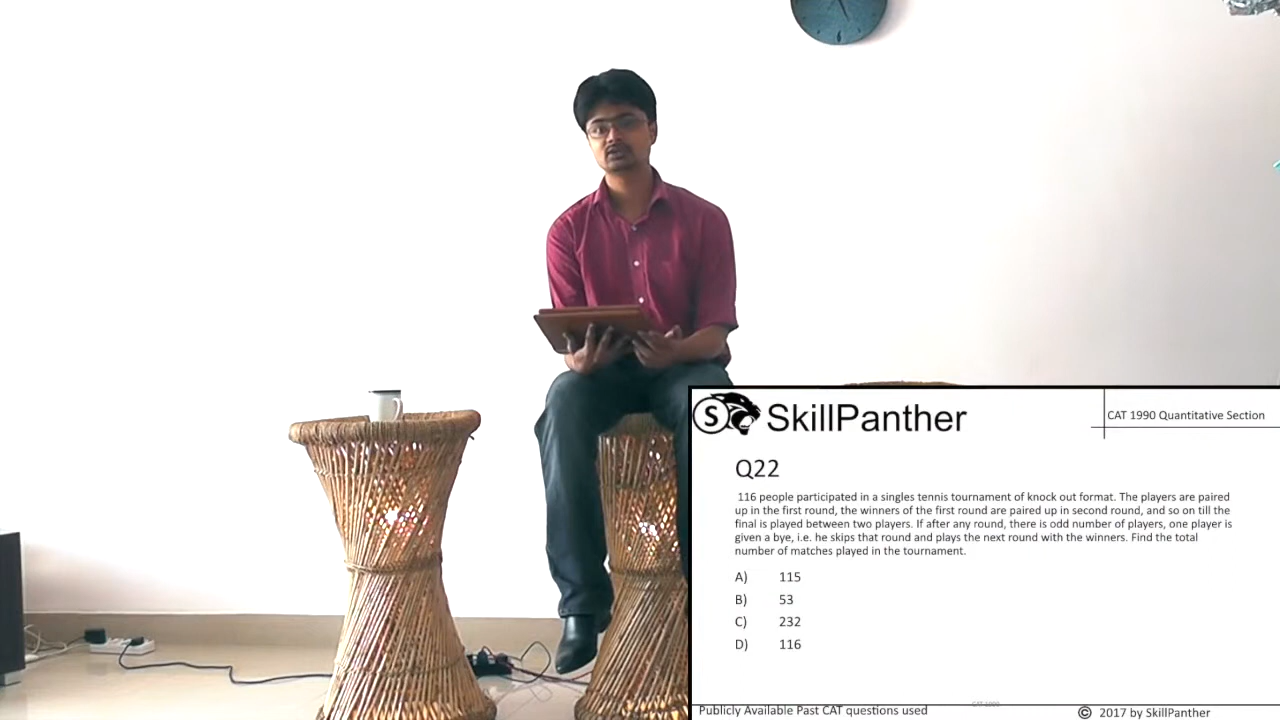 S SkillPanther
CAT 1990 Quantitative Section
Q22
116 people participated in a singles tennis tournament of knock out format. The players are paired
up in the first round, the winners of the first round are paired up in second round, and so on till the
final is played between two players. If after any round, there is odd number of players, one player is
given a bye, i.e. he skips that round and plays the next round with the winners. Find the total
number of matches played in the tournament.
A) 115
B) 53
C) 232
D) 116
CAT 1990
Publicly Available Past CAT questions used
© 2017 by SkillPanther